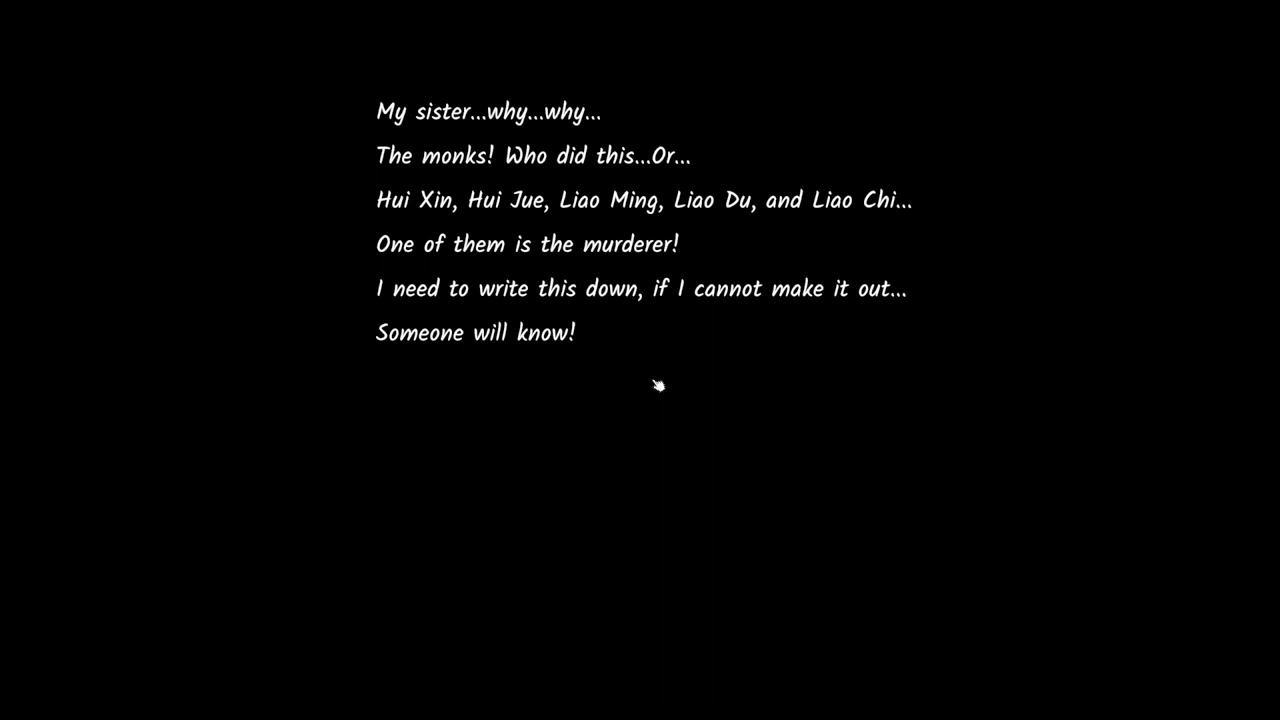 My sister...why...why...
The monks! Who did this...Or...
Hui Xin, Hui Jue, Liao Ming, Liao Du, and Liao Chi...
One of them is the murderer!
I need to write this down, if I cannot make it out...
Someone will know!